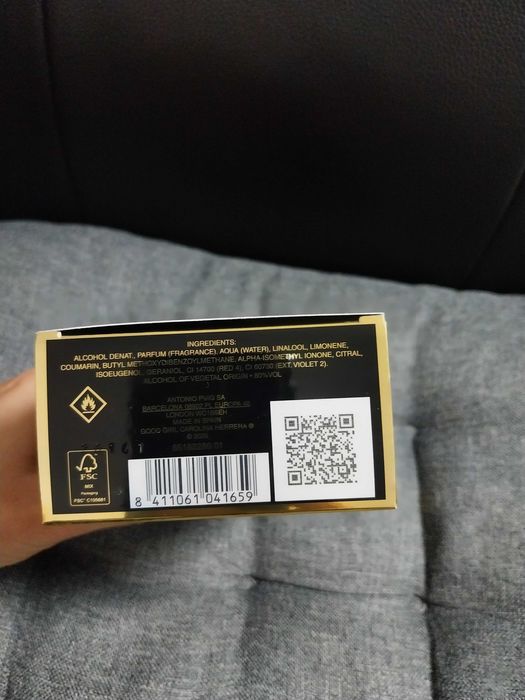 INGREDIENTS:
ALCOHOL DENAT., PARFUM (FRAGRANCE), AQUA (WATER), LINALOOL, LIMONENE,
COUMARIN, BUTYL METHOXYDIBENZOYLMETHANE, ALPHA-ISOMETHYL IONONE, CITRAL,
ISOEUGENOL, GERANIOL, CI 14700 (RED 4), CI 60730 (EXT. VIOLET 2).
ALCOHOL OF VEGETAL ORIGIN • 80%VOL
ANTONIO PUIG SA
BARCELONA
LONDON
MADE IN SPAIN
GOOD GIRL CAROLINA HERRERA ®
FSC
MIX
Packaging
FSC® C105681
8 411061 041659